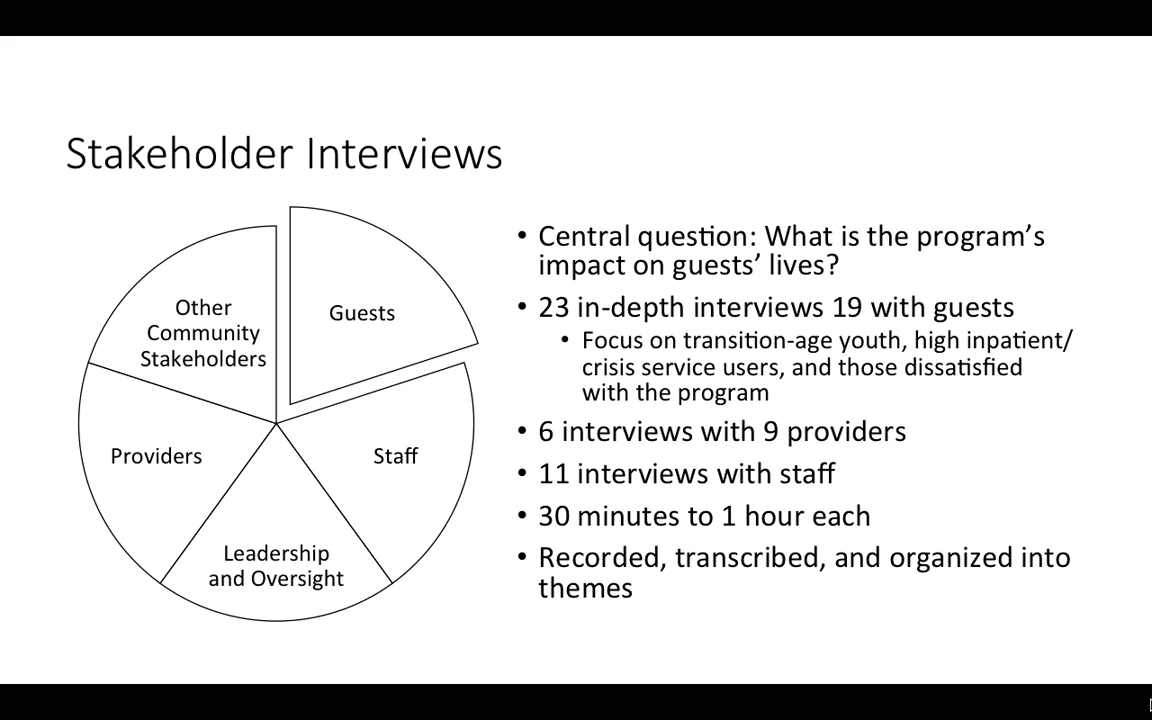 Stakeholder Interviews
Other
Community
Stakeholders
Guests
Providers
Staff
Leadership
and Oversight
• Central question: What is the program’s
impact on guests’ lives?
• 23 in-depth interviews 19 with guests
• Focus on transition-age youth, high inpatient/
crisis service users, and those dissatisfied
with the program
• 6 interviews with 9 providers
• 11 interviews with staff
• 30 minutes to 1 hour each
• Recorded, transcribed, and organized into
themes